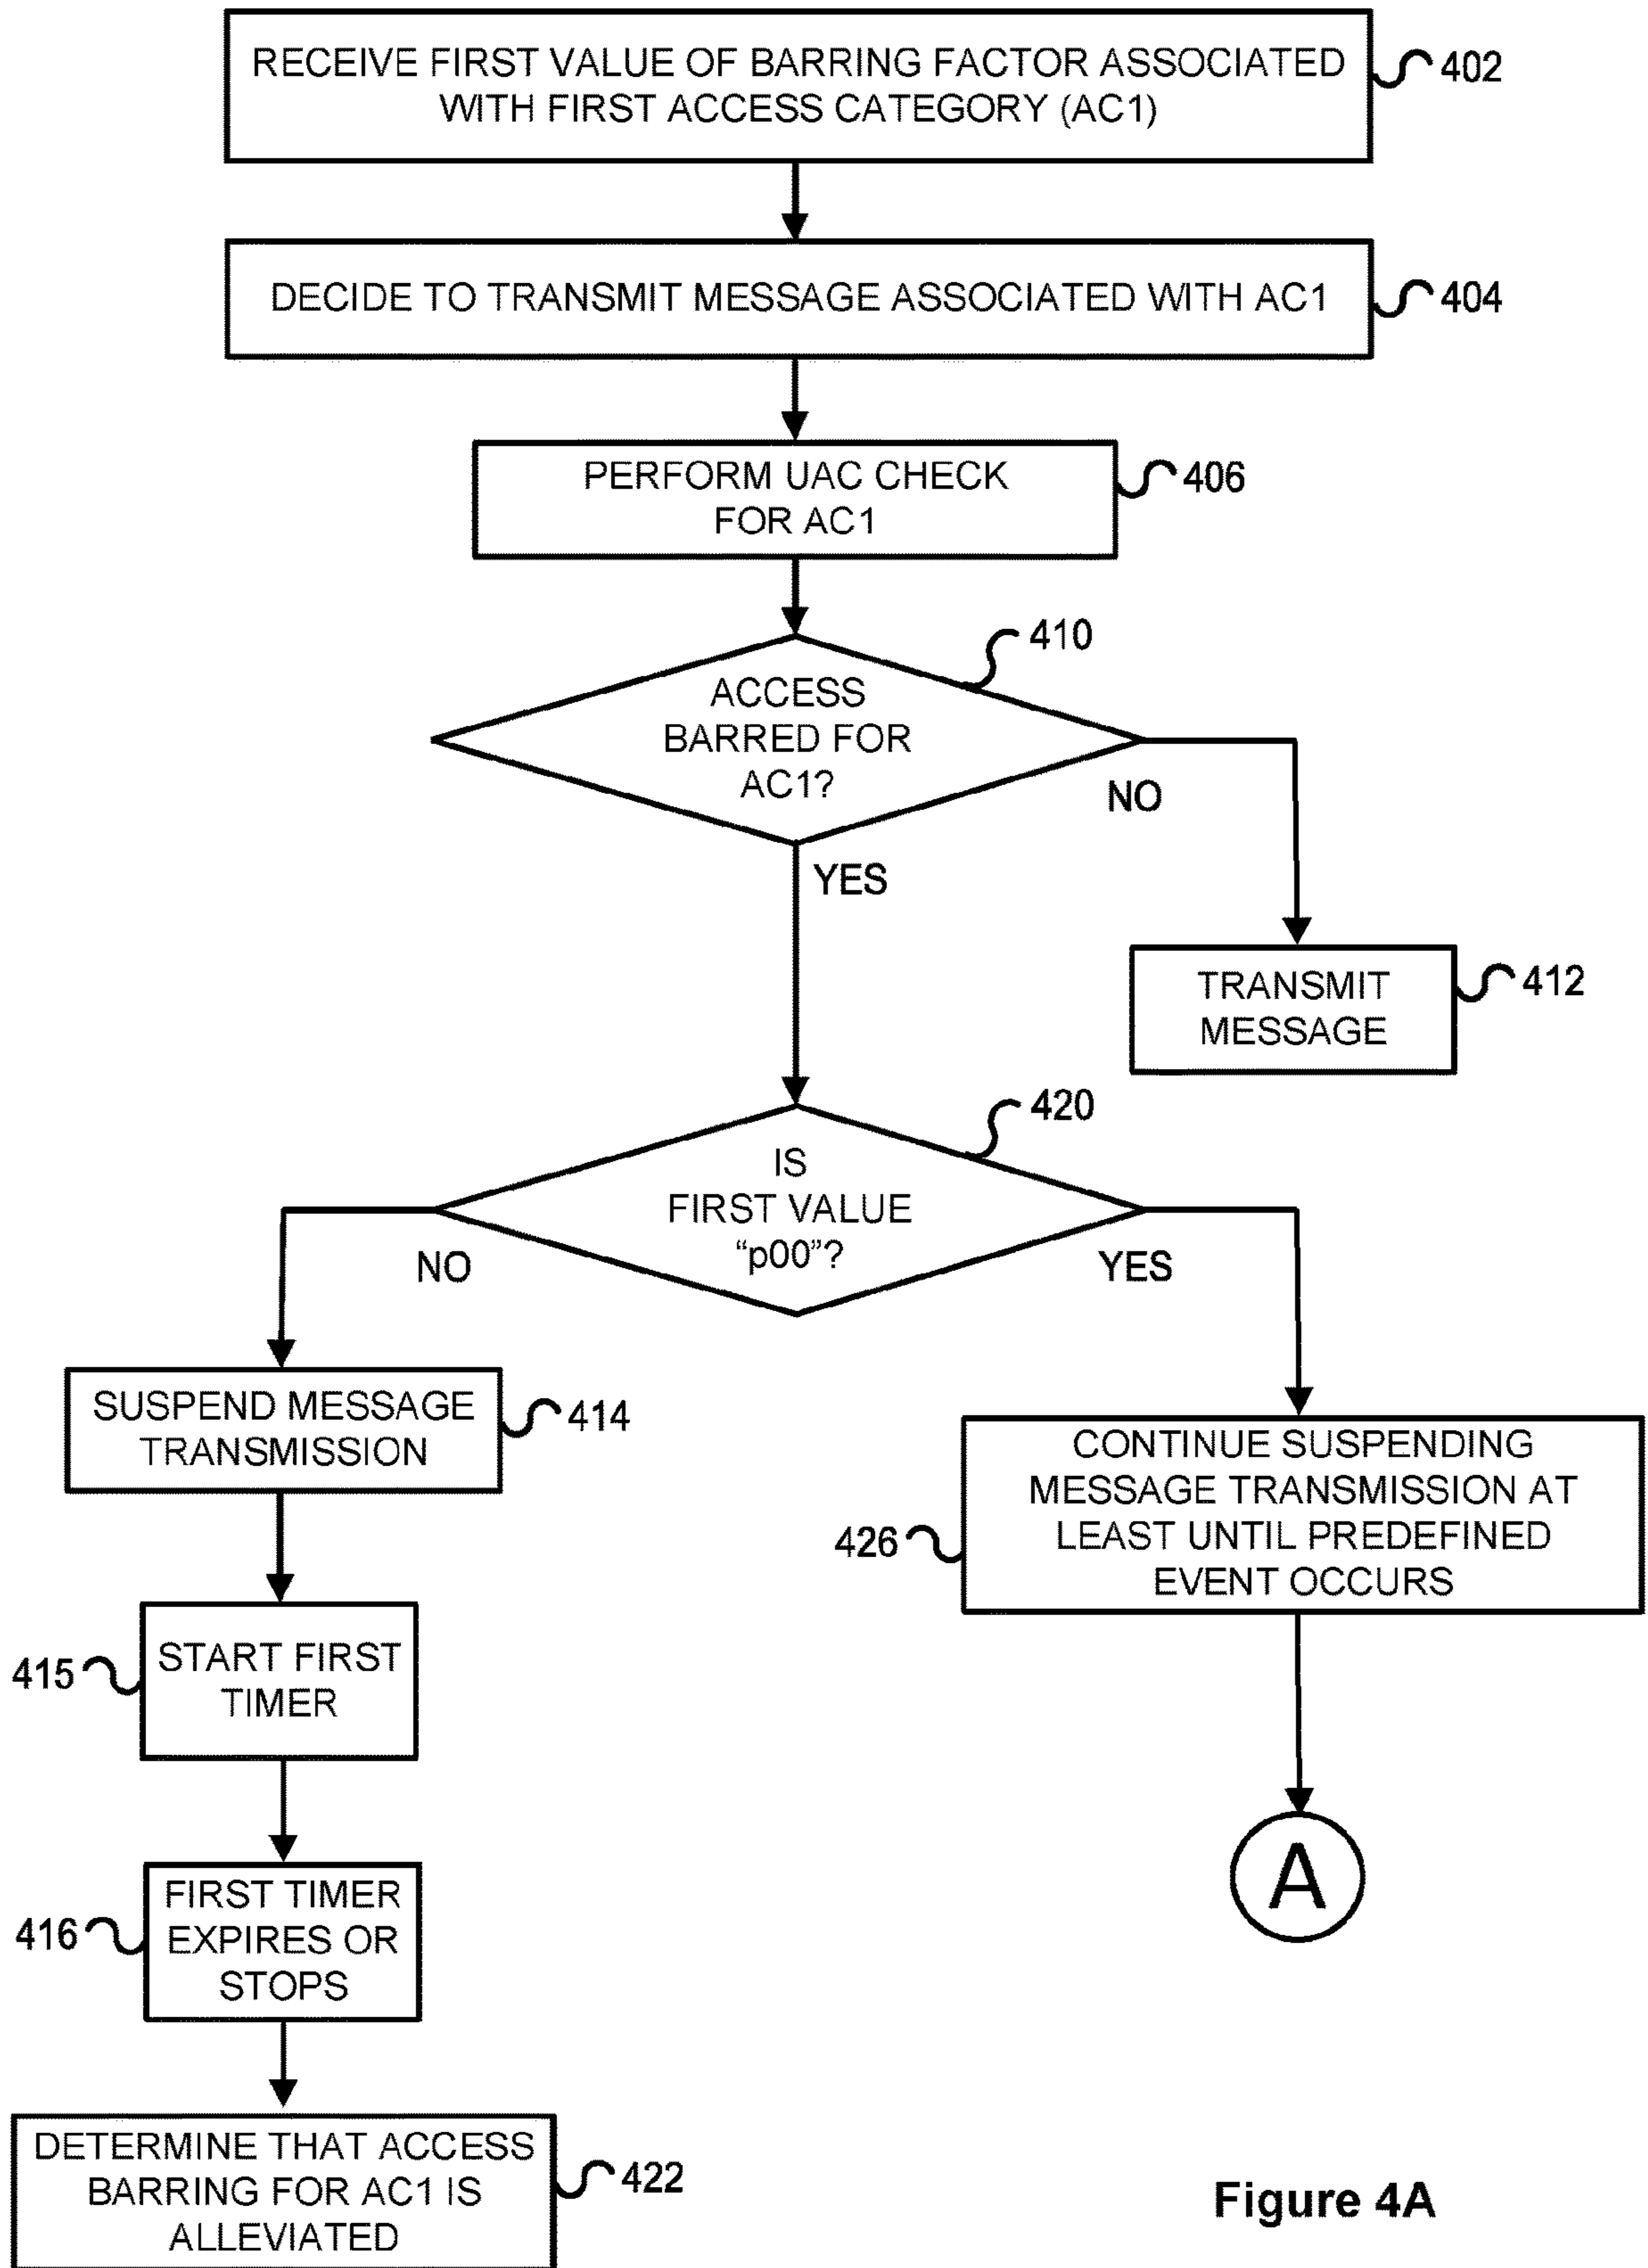 RECEIVE FIRST VALUE OF BARRING FACTOR ASSOCIATED
WITH FIRST ACCESS CATEGORY (AC1)
402
DECIDE TO TRANSMIT MESSAGE ASSOCIATED WITH AC1
404
PERFORM UAC CHECK
FOR AC1
406
410
ACCESS
BARRED FOR
AC1?
NO
YES
TRANSMIT
MESSAGE
412
420
IS
FIRST VALUE
“p00”?
NO
YES
SUSPEND MESSAGE
TRANSMISSION
414
CONTINUE SUSPENDING
MESSAGE TRANSMISSION AT
LEAST UNTIL PREDEFINED
EVENT OCCURS
426
START FIRST
TIMER
415
A
FIRST TIMER
EXPIRES OR
STOPS
416
DETERMINE THAT ACCESS
BARRING FOR AC1 IS
ALLEVIATED
422
Figure 4A